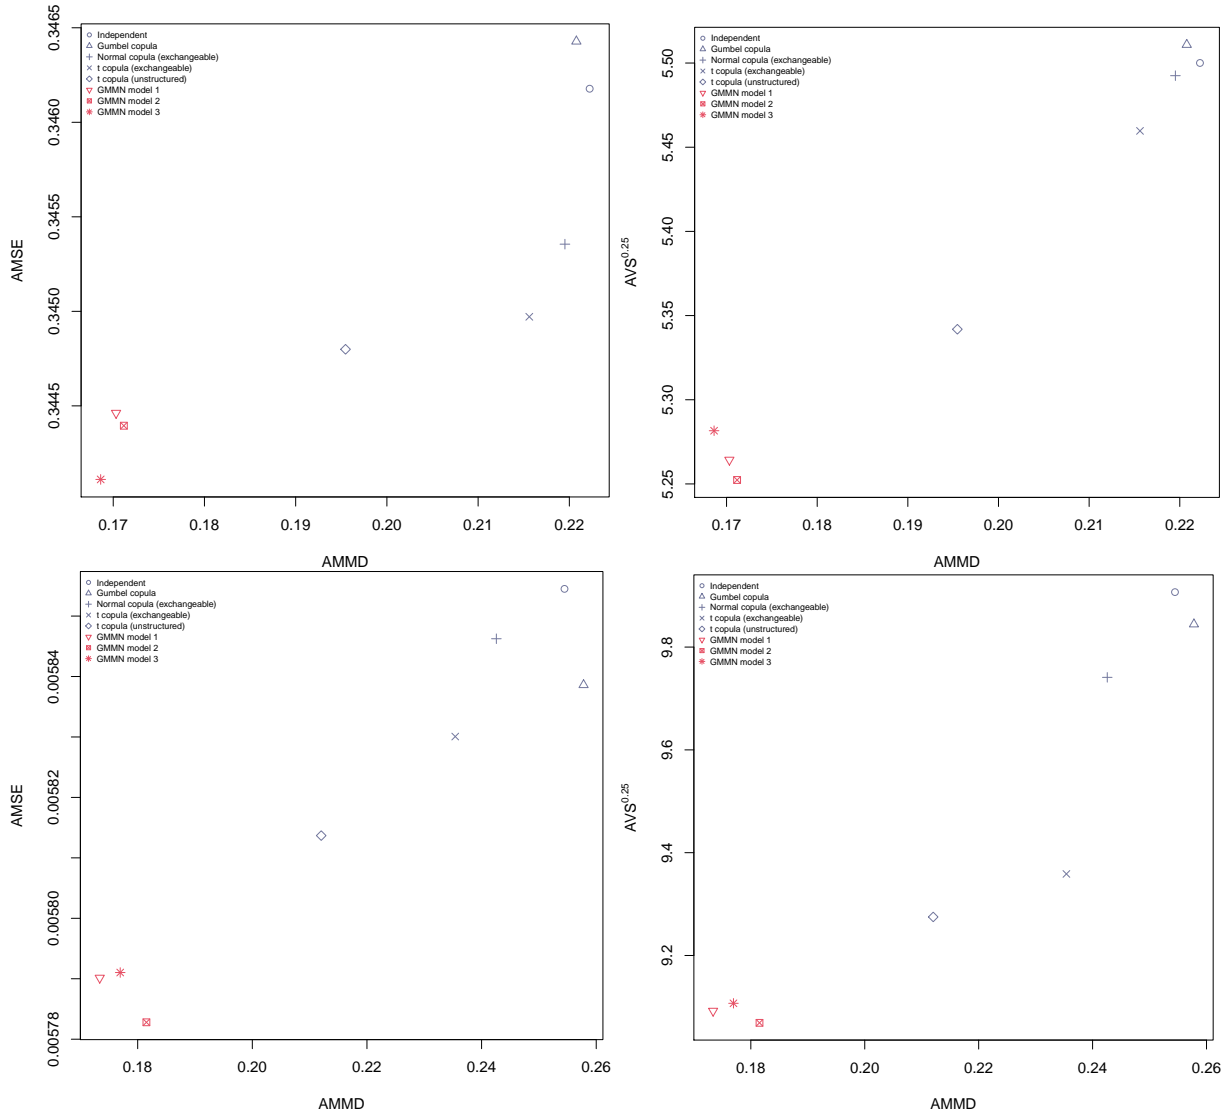 Independent
Gumbel copula
Normal copula (exchangeable)
t copula (exchangeable)
t copula (unstructured)
GMMN model 1
GMMN model 2
GMMN model 3
0.3465
0.3460
0.3455
0.3450
0.3445
AMSE
0.17 0.18 0.19 0.20 0.21 0.22
AMMD
Independent
Gumbel copula
Normal copula (exchangeable)
t copula (exchangeable)
t copula (unstructured)
GMMN model 1
GMMN model 2
GMMN model 3
5.50
5.45
5.40
5.35
5.30
5.25
AVS^0.25
0.17 0.18 0.19 0.20 0.21 0.22
AMMD
Independent
Gumbel copula
Normal copula (exchangeable)
t copula (exchangeable)
t copula (unstructured)
GMMN model 1
GMMN model 2
GMMN model 3
0.00584
0.00582
0.00580
0.00578
AMSE
0.18 0.20 0.22 0.24 0.26
AMMD
Independent
Gumbel copula
Normal copula (exchangeable)
t copula (exchangeable)
t copula (unstructured)
GMMN model 1
GMMN model 2
GMMN model 3
9.8
9.6
9.4
9.2
AVS^0.25
0.18 0.20 0.22 0.24 0.26
AMMD